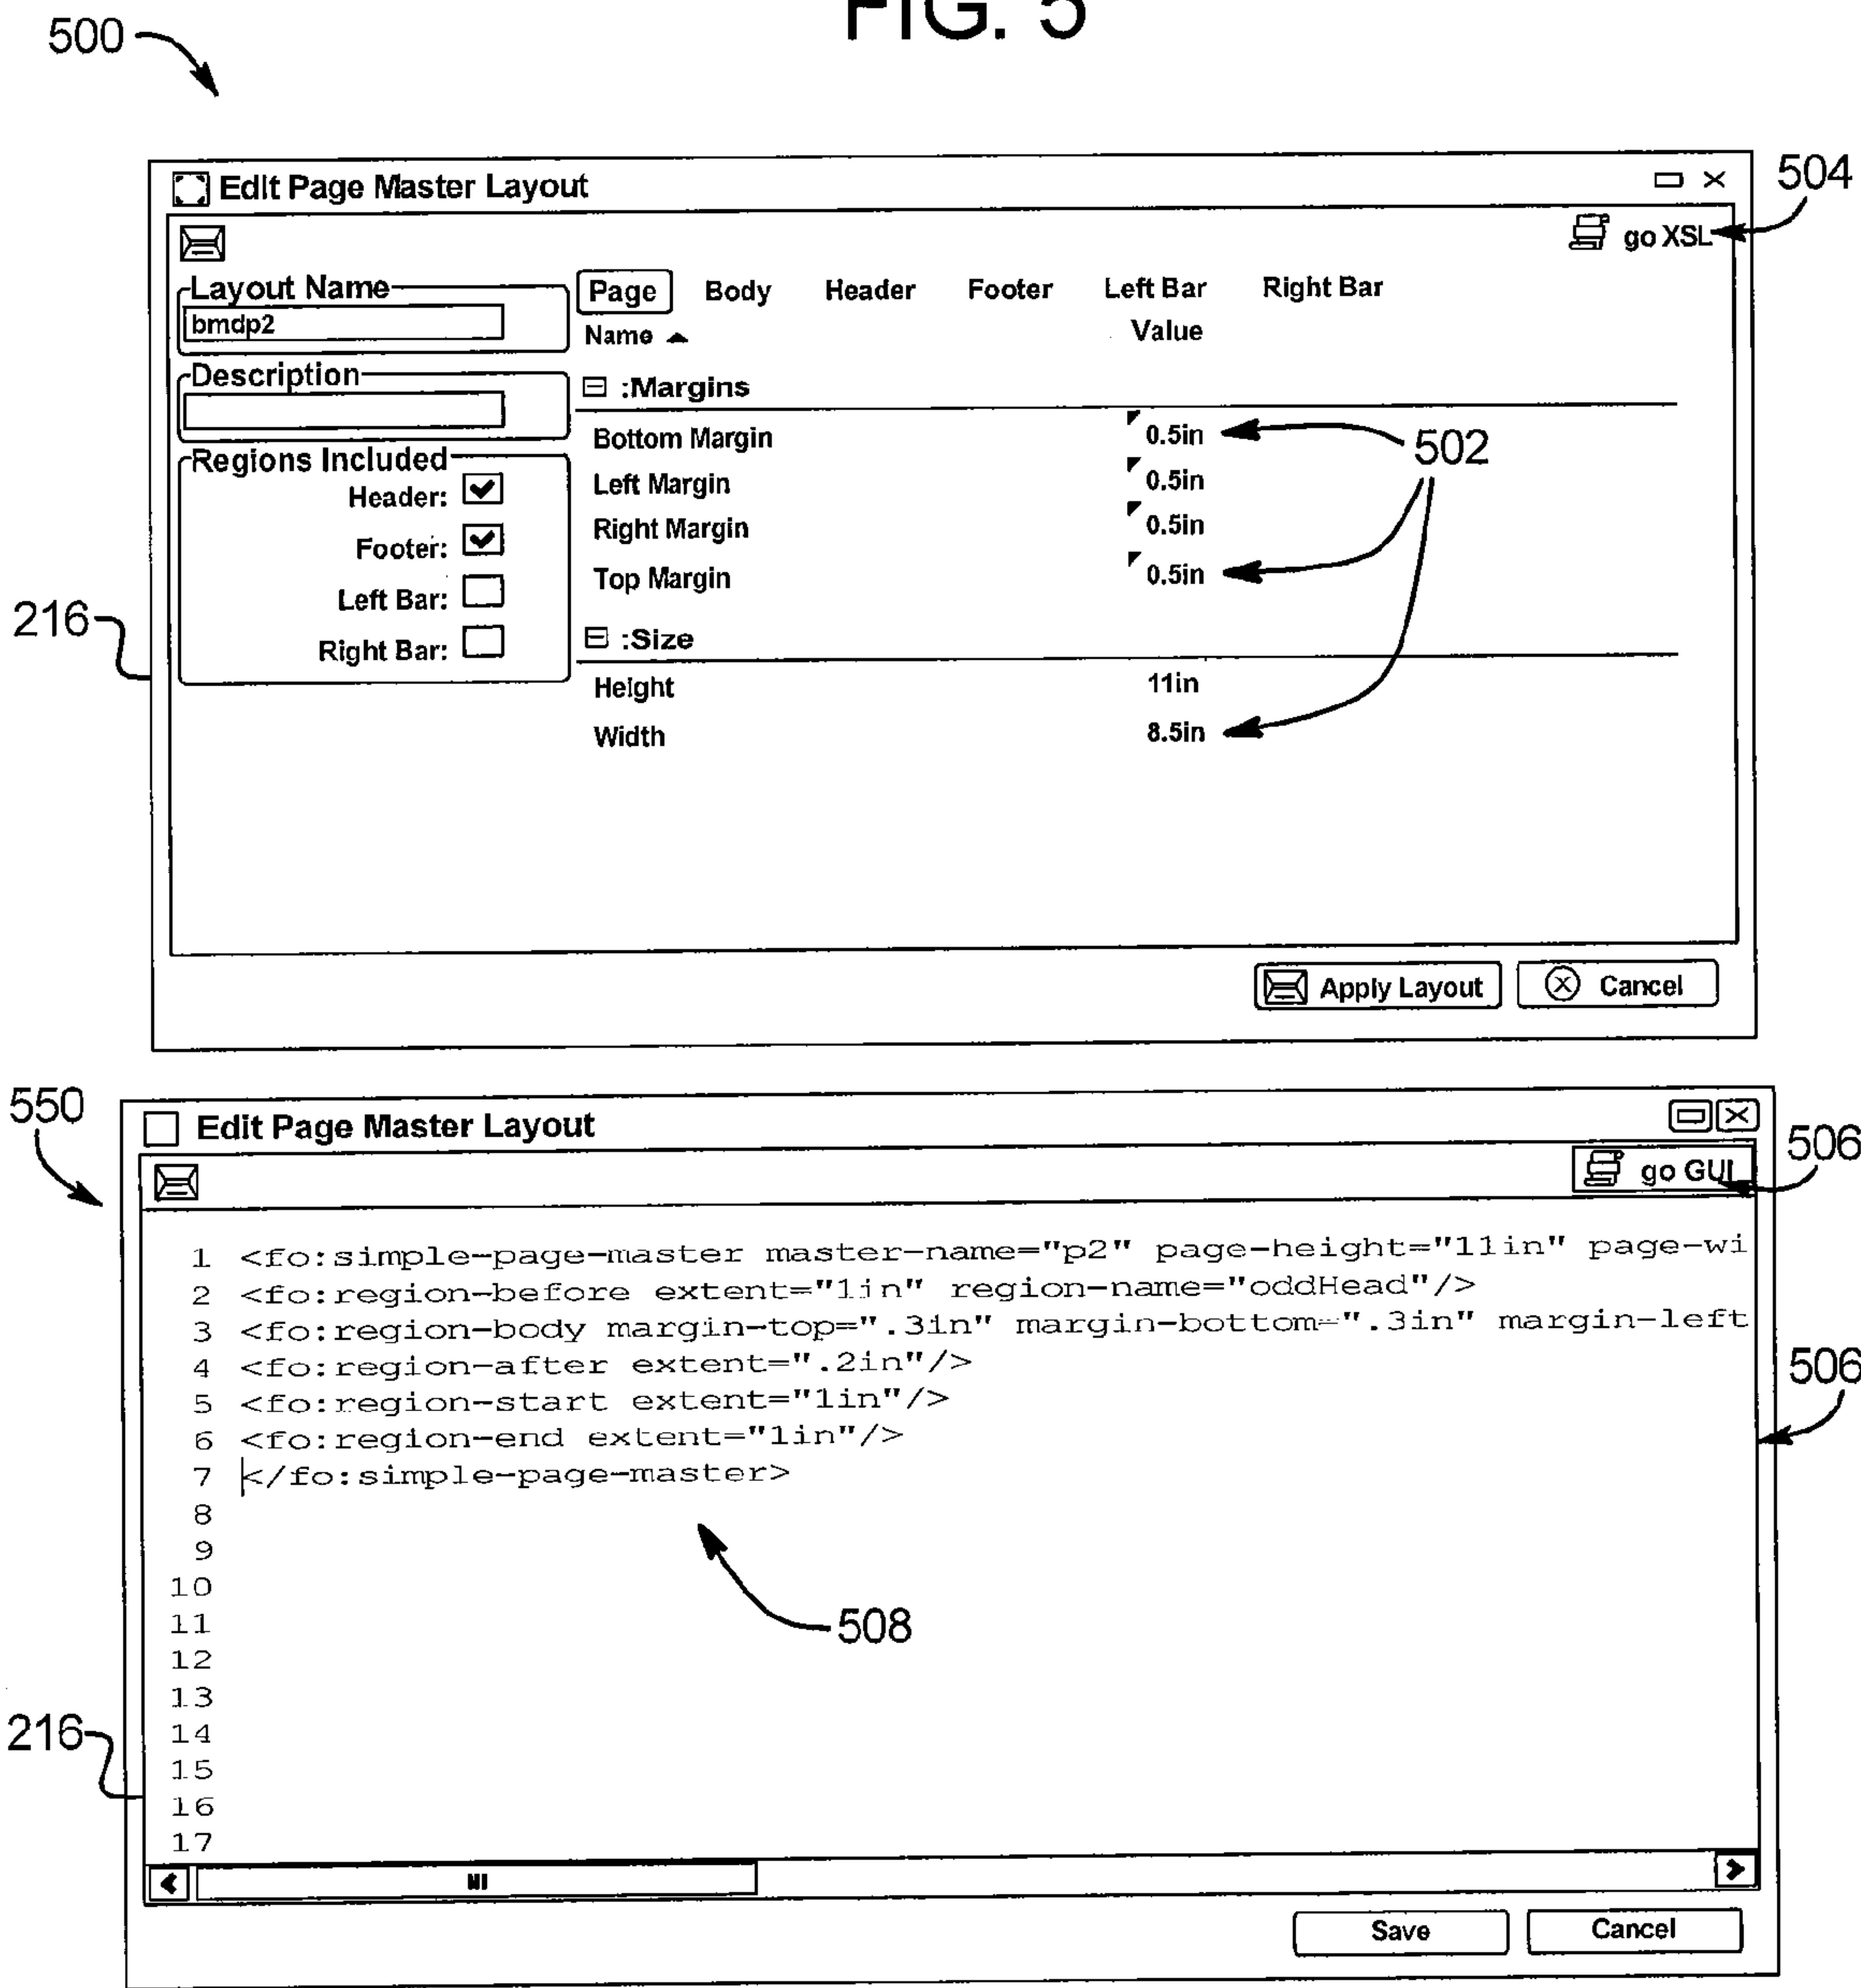 FIG. 5
500
Edit Page Master Layout
504
go XSL
Layout Name
bmdp2
Page Body Header Footer Left Bar Right Bar
Name Value
Description
:Margins
Bottom Margin 0.5in
502
Regions Included
Header:
Left Margin 0.5in
Right Margin 0.5in
Footer:
Top Margin 0.5in
Left Bar:
216
:Size
Right Bar:
Height 11in
Width 8.5in
Apply Layout Cancel
550
Edit Page Master Layout
506
go GUI
1 <fo:simple-page-master master-name="p2" page-height="11in" page-wi
2 <fo:region-before extent="1in" region-name="oddHead"/>
3 <fo:region-body margin-top=".3in" margin-bottom=".3in" margin-left
4 <fo:region-after extent=".2in"/>
506
5 <fo:region-start extent="1in"/>
6 <fo:region-end extent="1in"/>
7 </fo:simple-page-master>
8
9
10
11
508
12
13
14
216
15
16
17
Save Cancel